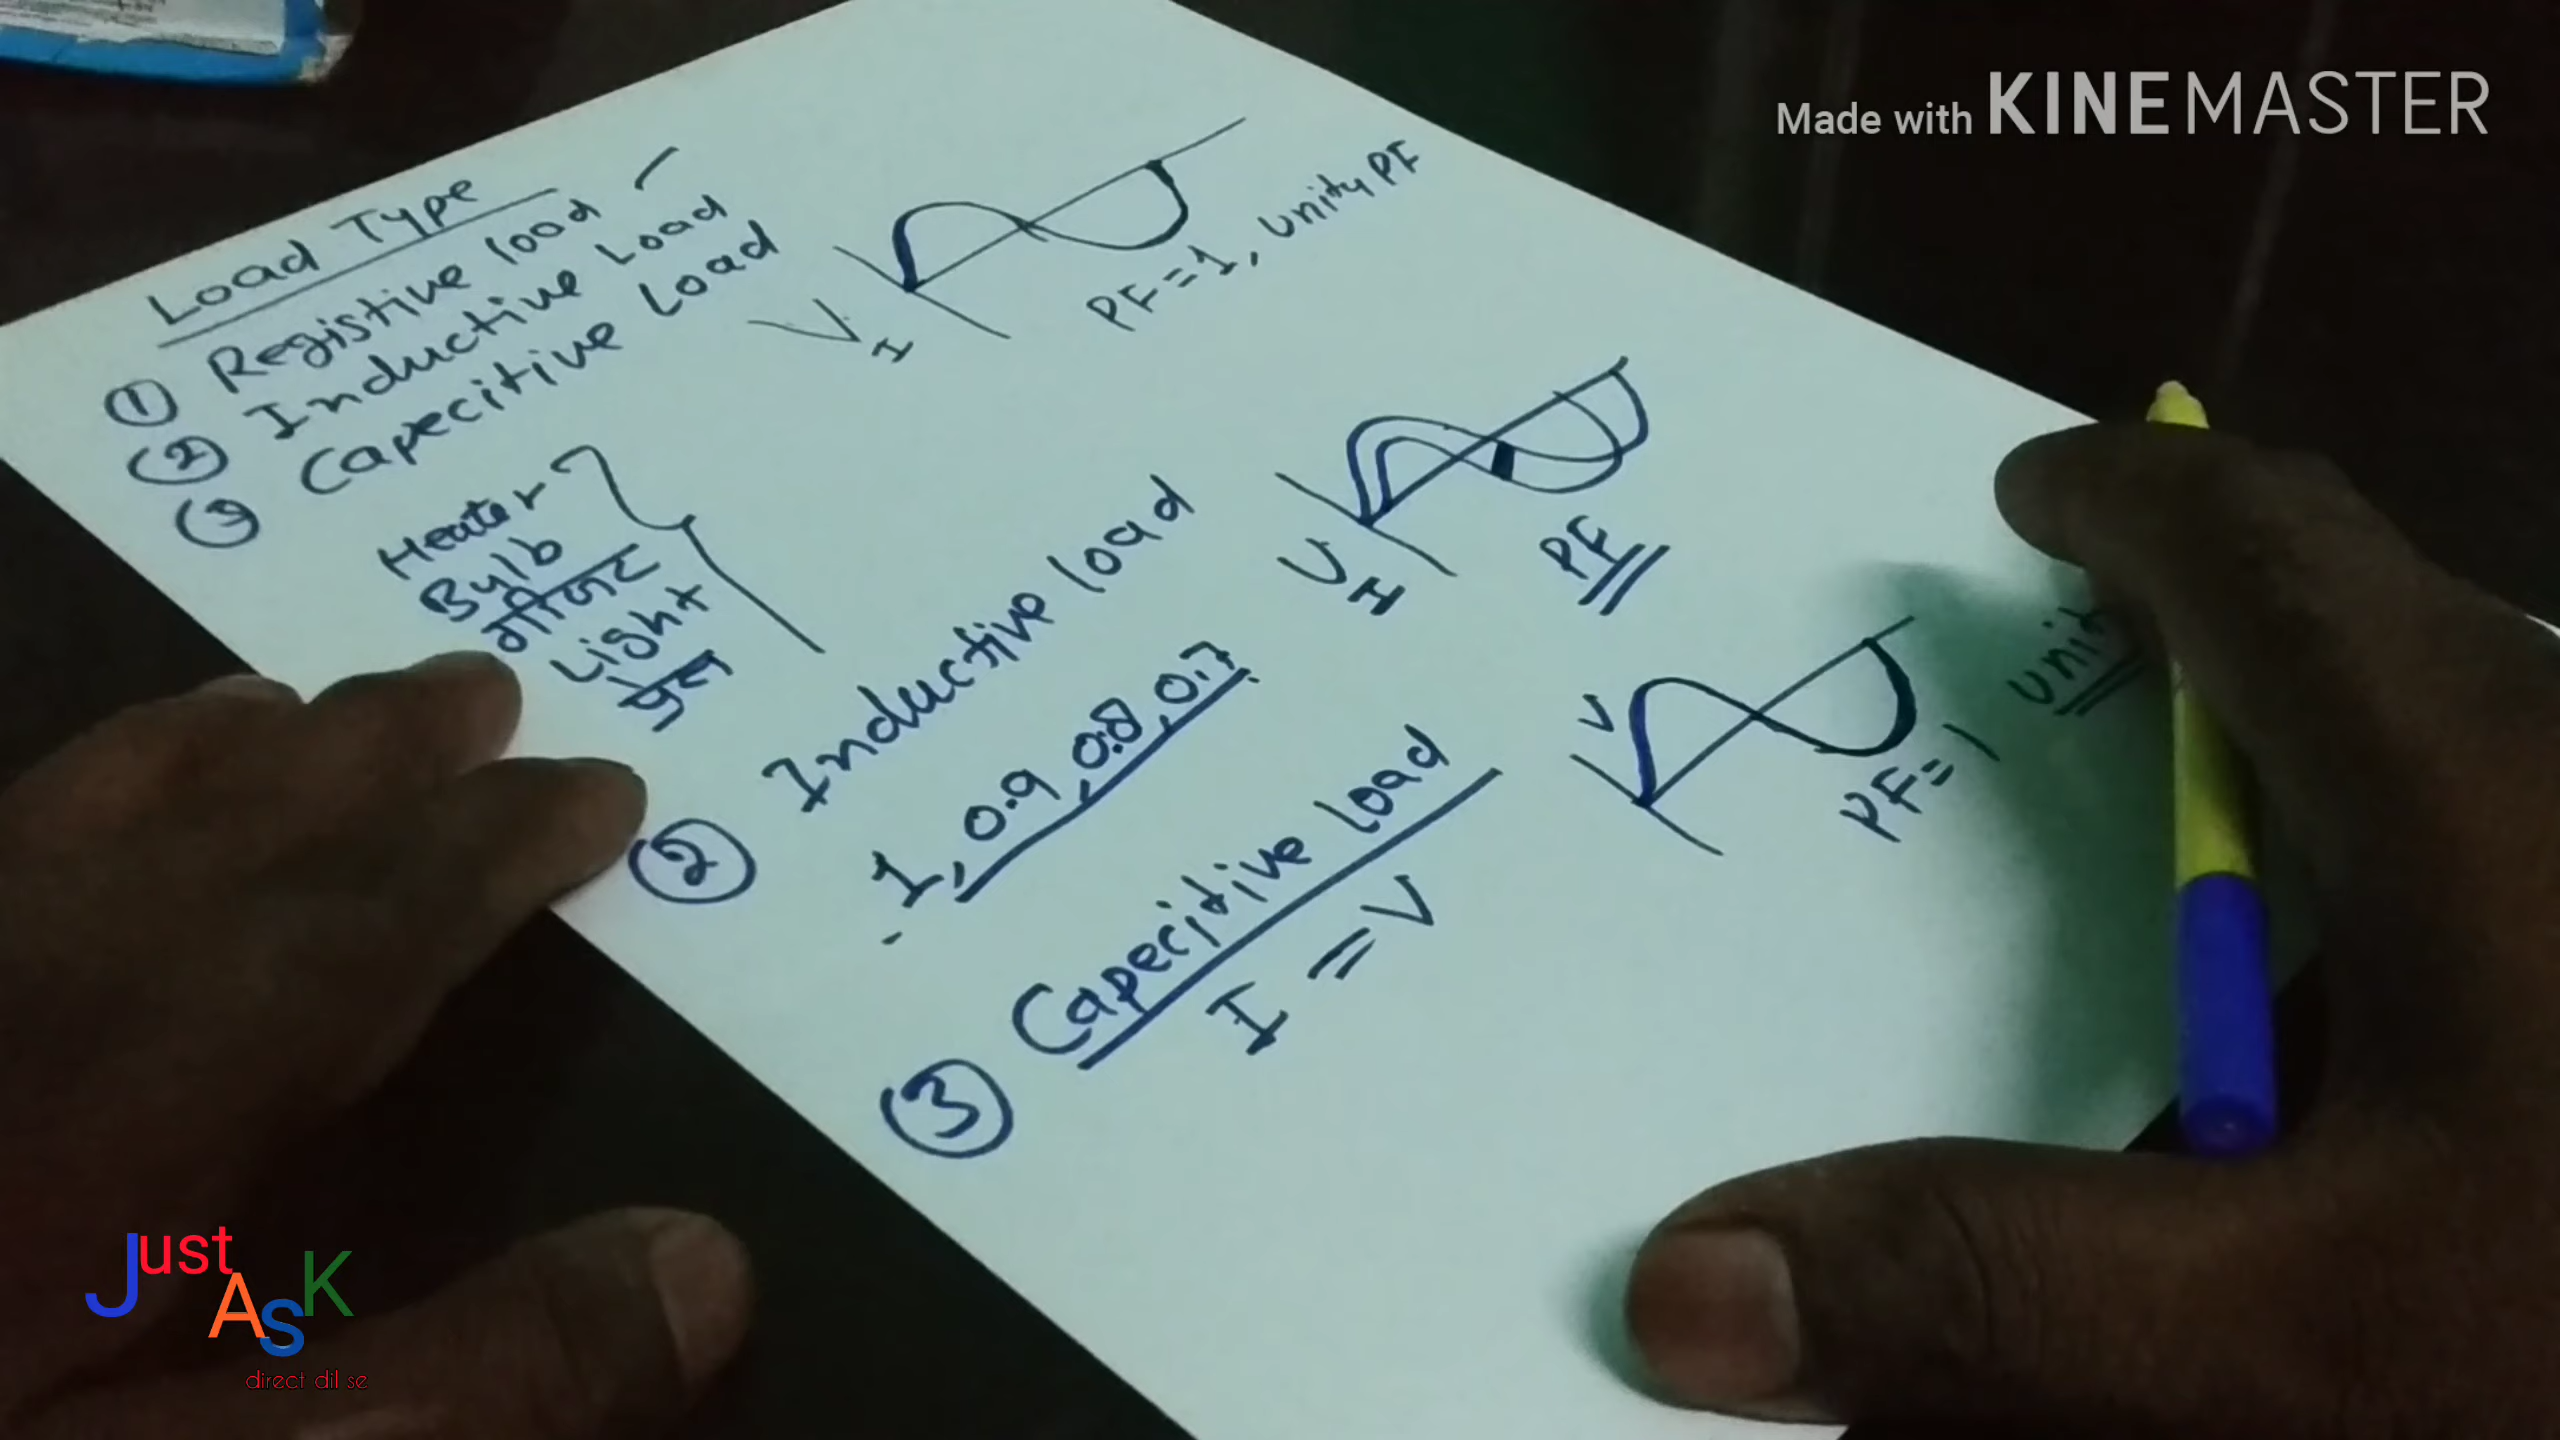 Made with KINEMASTER
Load Type
① Registive load
② Inductive Load
③ Capecitive Load
V
I
PF=1, unity PF
Heater
Bulb
गीजर
Light
② Inductive load
1, 0.9, 0.8, 0.7
V
I
PF
③ Capecitive load
I = V
V
PF=1
Just
AsK
direct dil se